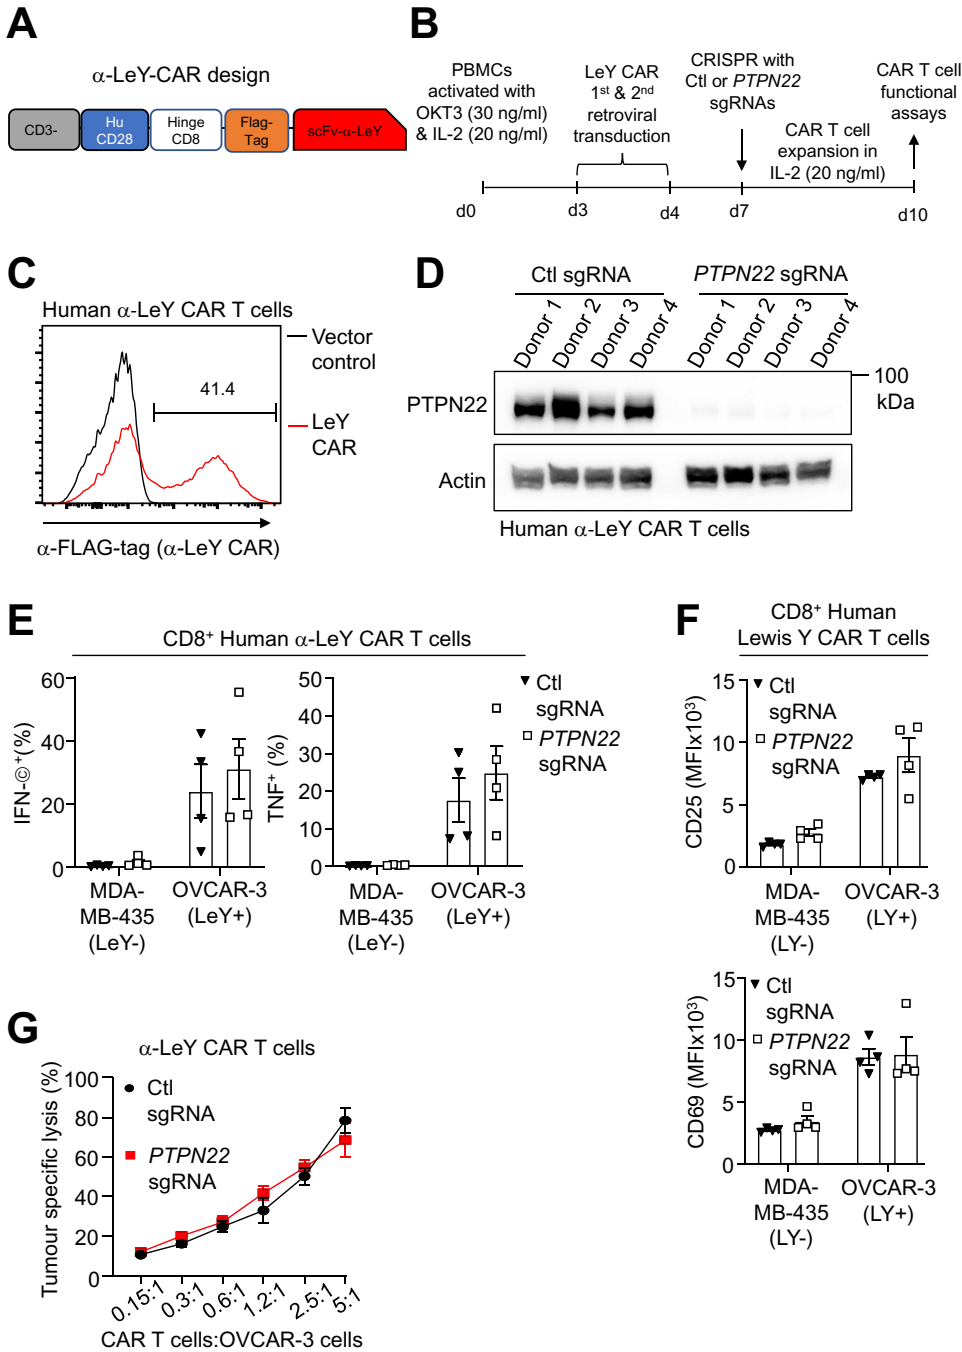 A
α-LeY-CAR design
CD3-
Hu
CD28
Hinge
CD8
Flag-
Tag
scFv-α-LeY
B
PBMCs
activated with
OKT3 (30 ng/ml)
& IL-2 (20 ng/ml)
LeY CAR
1st & 2nd
retroviral
transduction
CRISPR with
Ctl or PTPN22
sgRNAs
CAR T cell
expansion in
IL-2 (20 ng/ml)
CAR T cell
functional
assays
d0
d3
d4
d7
d10
C
Human α-LeY CAR T cells
41.4
Vector
control
LeY
CAR
α-FLAG-tag (α-LeY CAR)
D
Ctl sgRNA
PTPN22 sgRNA
Donor 1
Donor 2
Donor 3
Donor 4
Donor 1
Donor 2
Donor 3
Donor 4
PTPN22
100
kDa
Actin
Human α-LeY CAR T cells
E
CD8+ Human α-LeY CAR T cells
IFN-©+(%)
60
40
20
0
MDA-
MB-435
(LeY-)
OVCAR-3
(LeY+)
TNF+ (%)
50
40
30
20
10
0
MDA-
MB-435
(LeY-)
OVCAR-3
(LeY+)
Ctl
sgRNA
PTPN22
sgRNA
F
CD8+ Human
Lewis Y CAR T cells
CD25 (MFIx10³)
15
10
5
0
Ctl
sgRNA
PTPN22
sgRNA
MDA-
MB-435
(LY-)
OVCAR-3
(LY+)
CD69 (MFIx10³)
15
10
5
0
Ctl
sgRNA
PTPN22
sgRNA
MDA-
MB-435
(LY-)
OVCAR-3
(LY+)
G
α-LeY CAR T cells
Tumour specific lysis (%)
100
80
60
40
20
0
Ctl
sgRNA
PTPN22
sgRNA
0.15:1
0.3:1
0.6:1
1.2:1
2.5:1
5:1
CAR T cells:OVCAR-3 cells